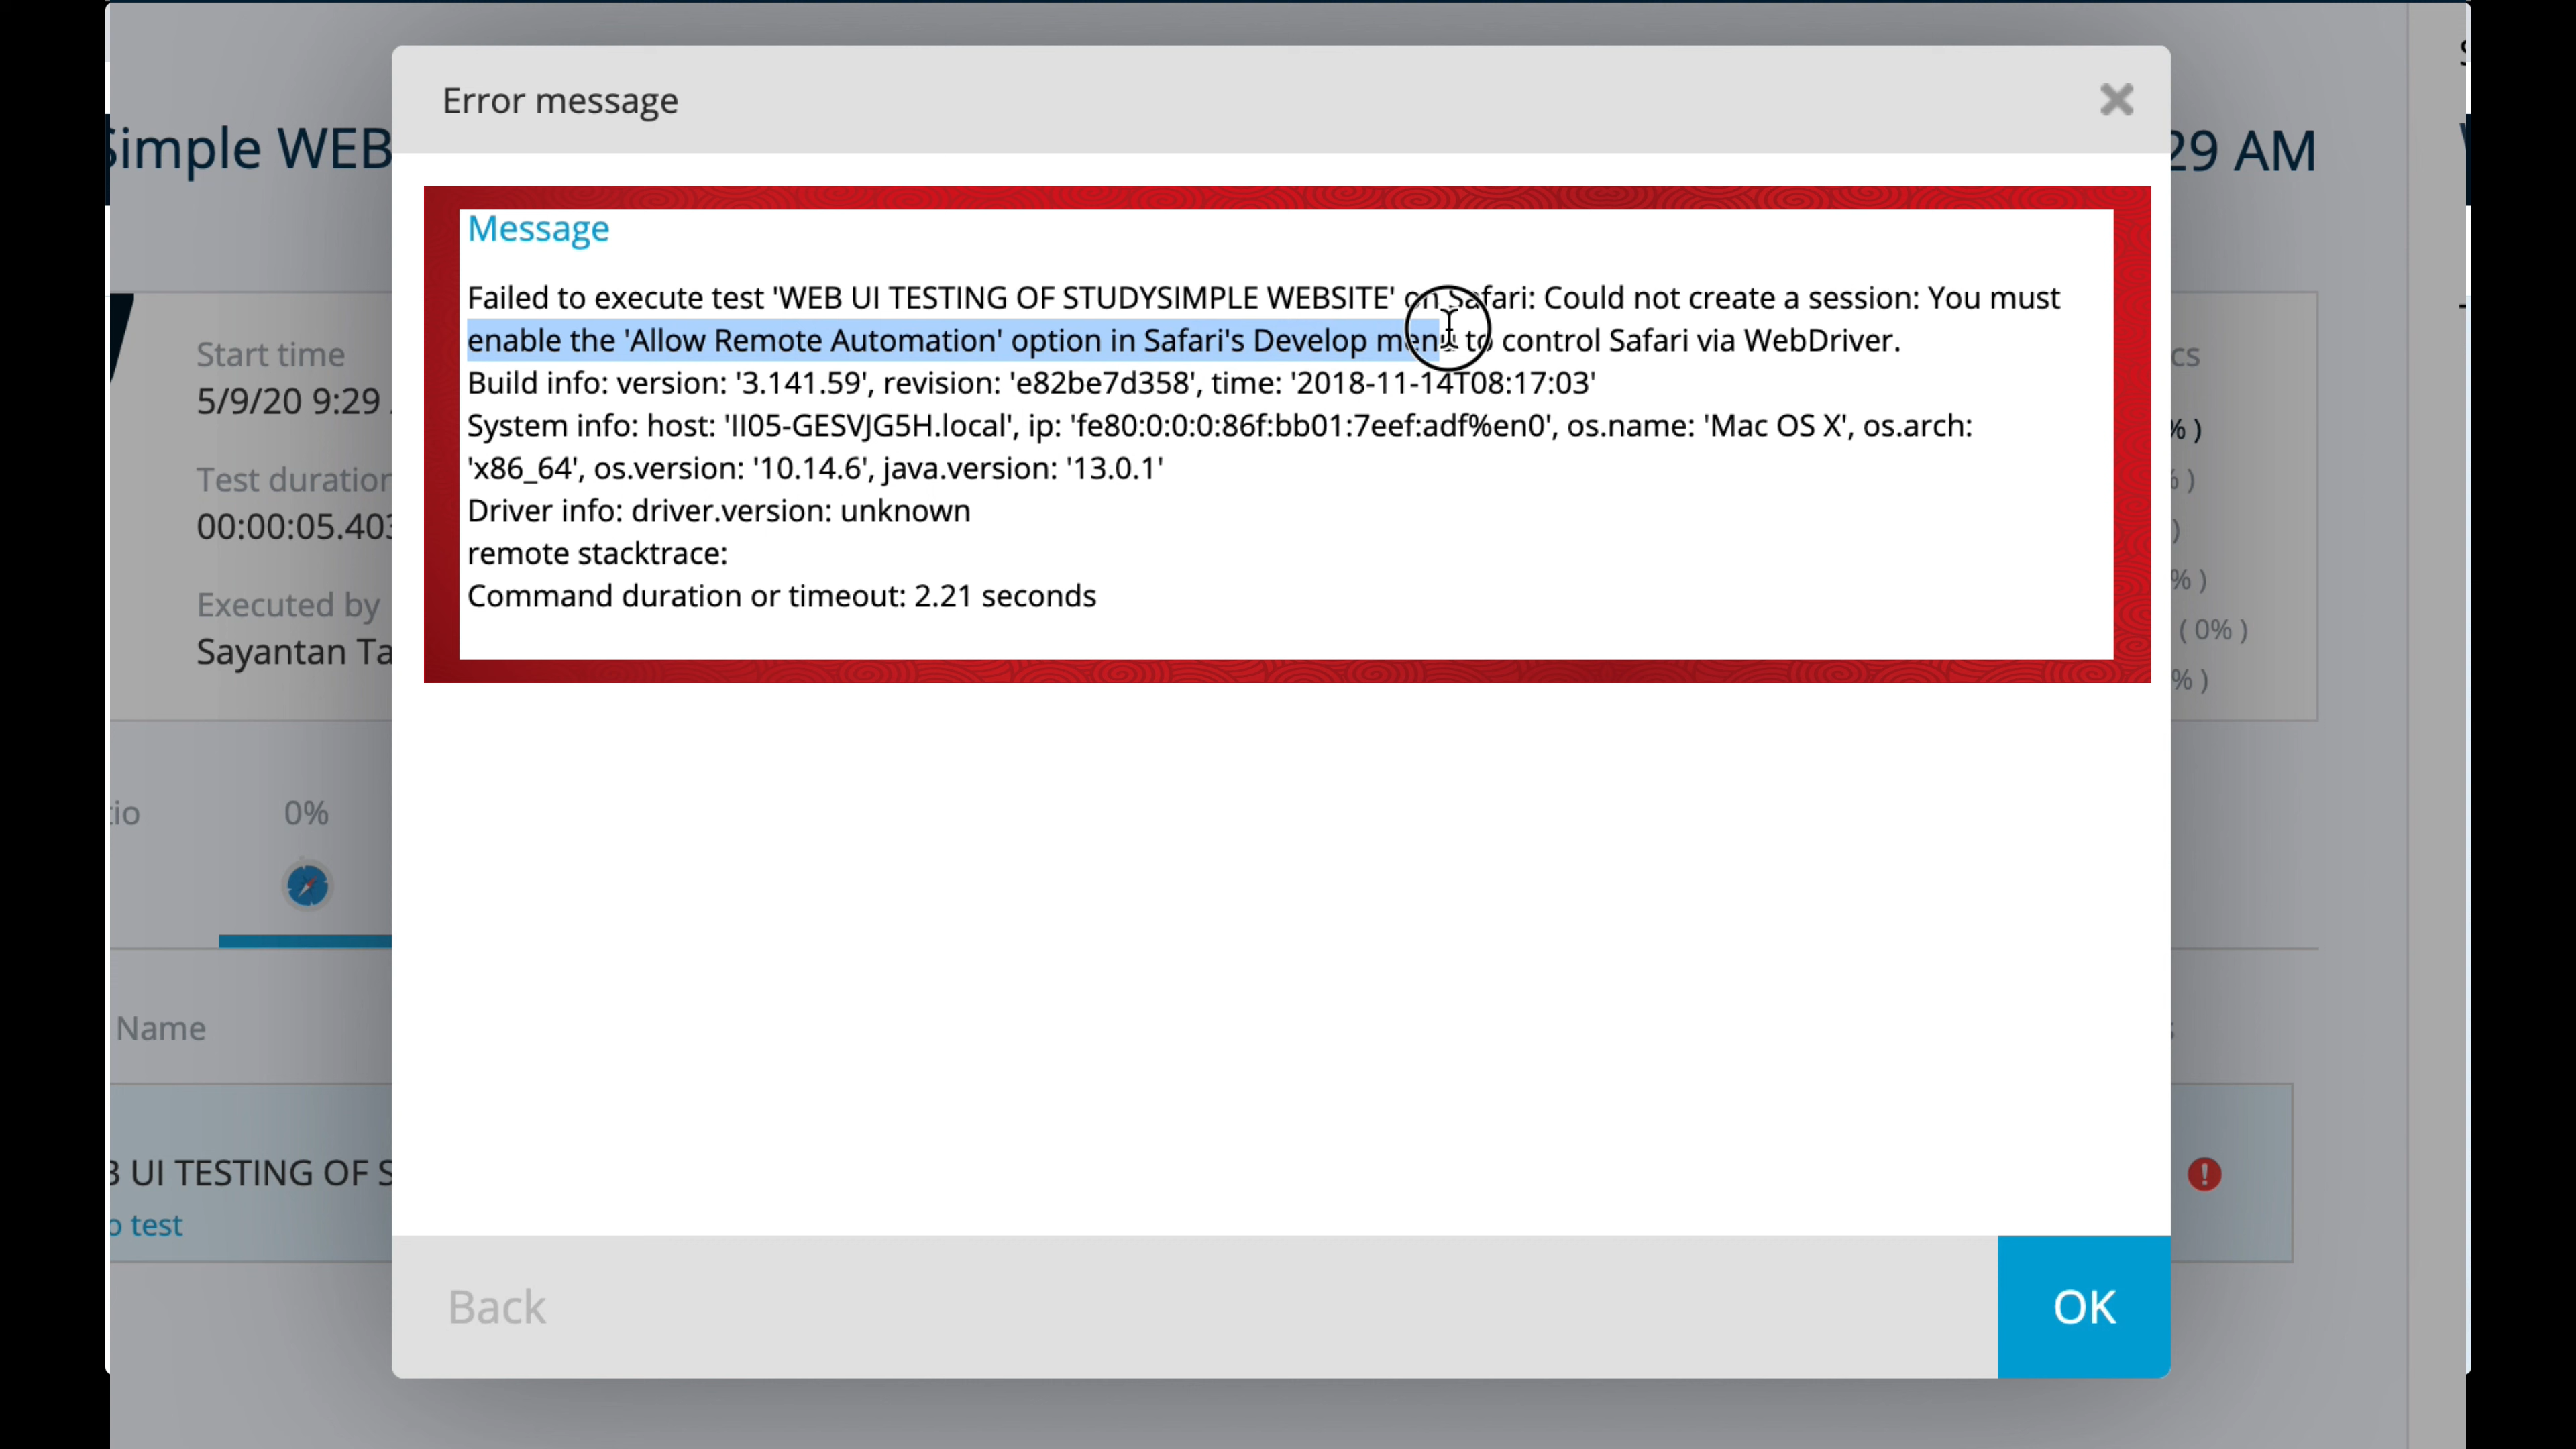 Error message
Simple WEB
29 AM
Message
Failed to execute test 'WEB UI TESTING OF STUDYSIMPLE WEBSITE' on Safari: Could not create a session: You must
enable the 'Allow Remote Automation' option in Safari's Develop menu to control Safari via WebDriver.
Build info: version: '3.141.59', revision: 'e82be7d358', time: '2018-11-14T08:17:03'
System info: host: 'II05-GESVJG5H.local', ip: 'fe80:0:0:0:86f:bb01:7eef:adf%en0', os.name: 'Mac OS X', os.arch:
'x86_64', os.version: '10.14.6', java.version: '13.0.1'
Driver info: driver.version: unknown
remote stacktrace:
Command duration or timeout: 2.21 seconds
Start time
5/9/20 9:29
Test duration
00:00:05.403
Executed by
Sayantan Ta
cs
% )
)
% )
( 0% )
% )
tio
0%
Name
B UI TESTING OF S
o test
Back
OK